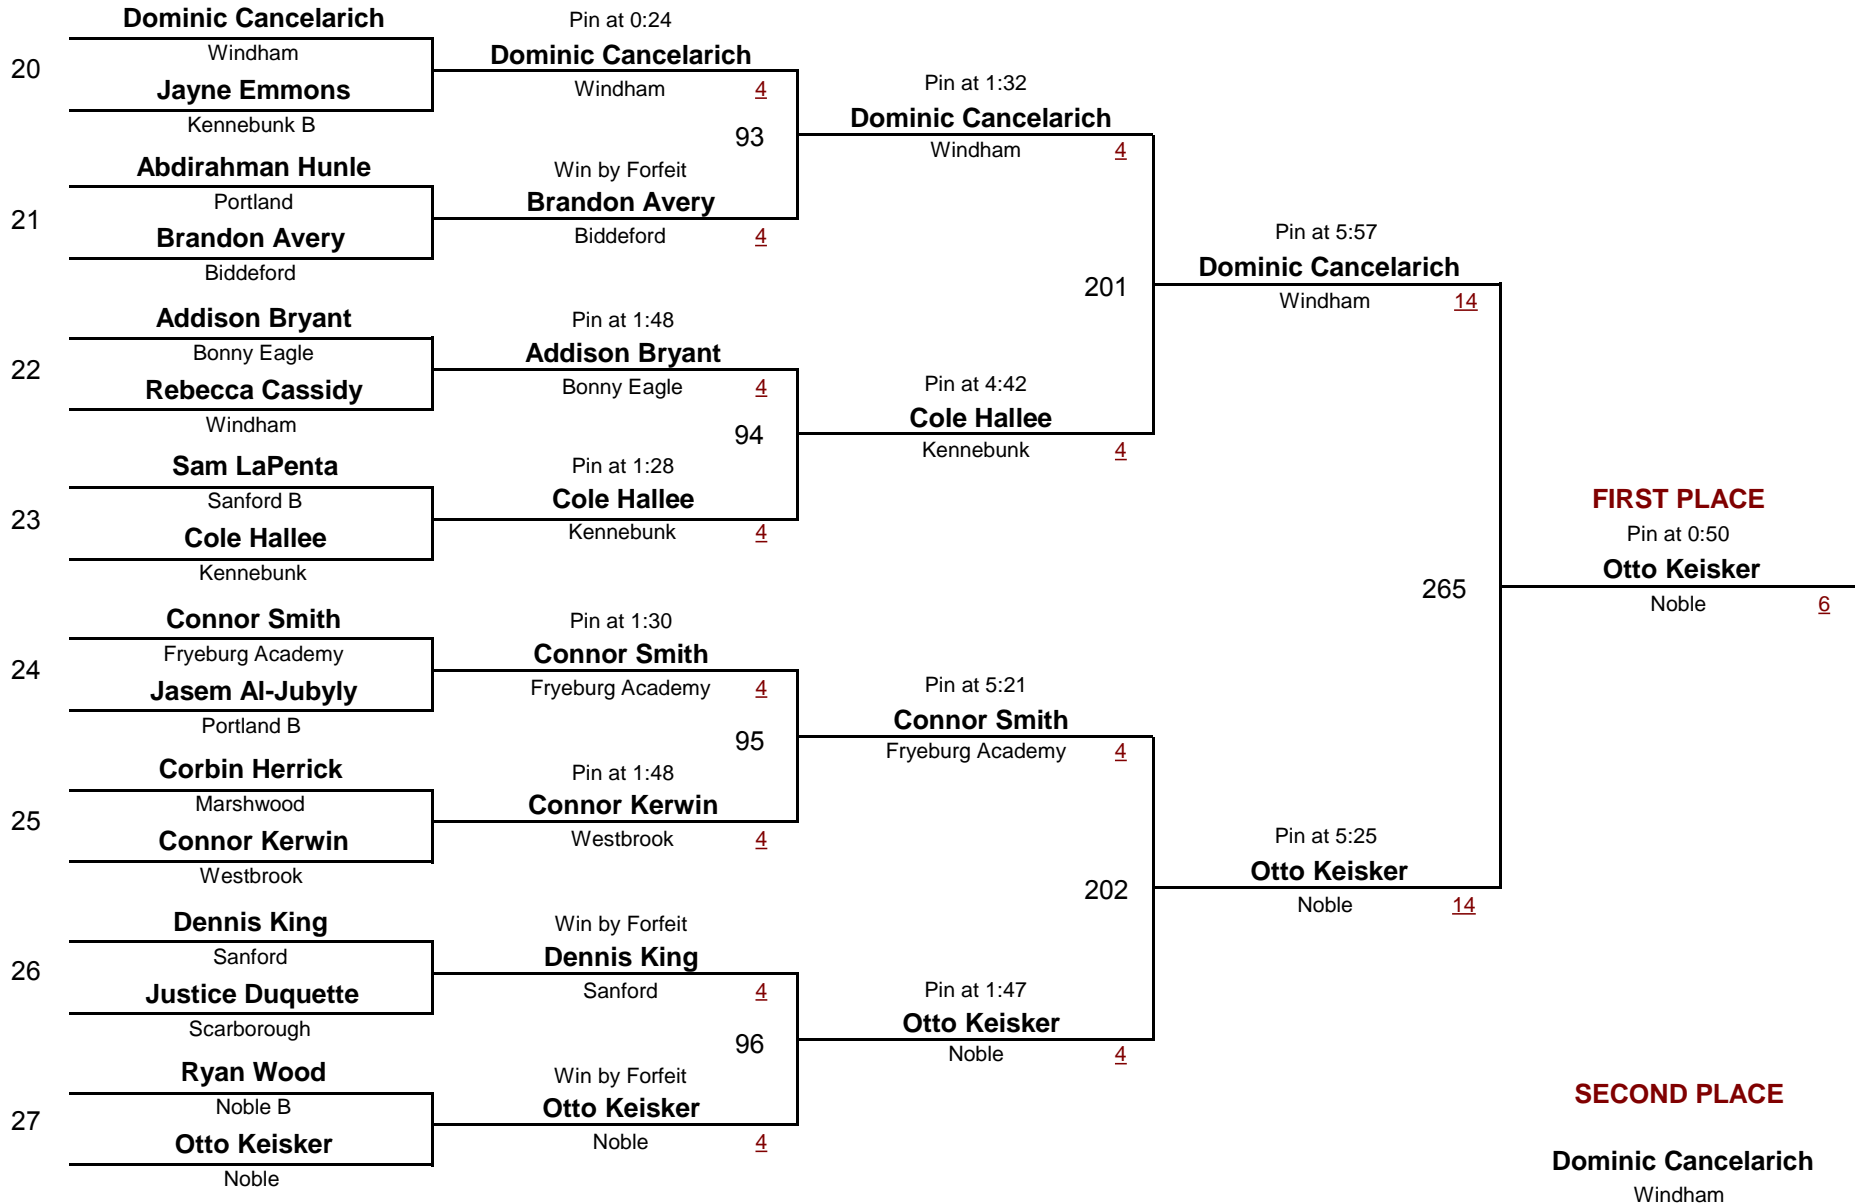 Dominic Cancelarich
Windham
20
Jayne Emmons
Kennebunk B
Abdirahman Hunle
Portland
21
Brandon Avery
Biddeford
Addison Bryant
Bonny Eagle
22
Rebecca Cassidy
Windham
Sam LaPenta
Sanford B
23
Cole Hallee
Kennebunk
Connor Smith
Fryeburg Academy
24
Jasem Al-Jubyly
Portland B
Corbin Herrick
Marshwood
25
Connor Kerwin
Westbrook
Dennis King
Sanford
26
Justice Duquette
Scarborough
Ryan Wood
Noble B
27
Otto Keisker
Noble
Pin at 0:24
Dominic Cancelarich
Windham 4
93
Win by Forfeit
Brandon Avery
Biddeford 4
Pin at 1:48
Addison Bryant
Bonny Eagle 4
94
Pin at 1:28
Cole Hallee
Kennebunk 4
Pin at 1:30
Connor Smith
Fryeburg Academy 4
95
Pin at 1:48
Connor Kerwin
Westbrook 4
Win by Forfeit
Dennis King
Sanford 4
96
Win by Forfeit
Otto Keisker
Noble 4
Pin at 1:32
Dominic Cancelarich
Windham 4
201
Pin at 4:42
Cole Hallee
Kennebunk 4
Pin at 5:21
Connor Smith
Fryeburg Academy 4
202
Pin at 1:47
Otto Keisker
Noble 4
Pin at 5:57
Dominic Cancelarich
Windham 14
265
Pin at 5:25
Otto Keisker
Noble 14
FIRST PLACE
Pin at 0:50
Otto Keisker
Noble 6
SECOND PLACE
Dominic Cancelarich
Windham